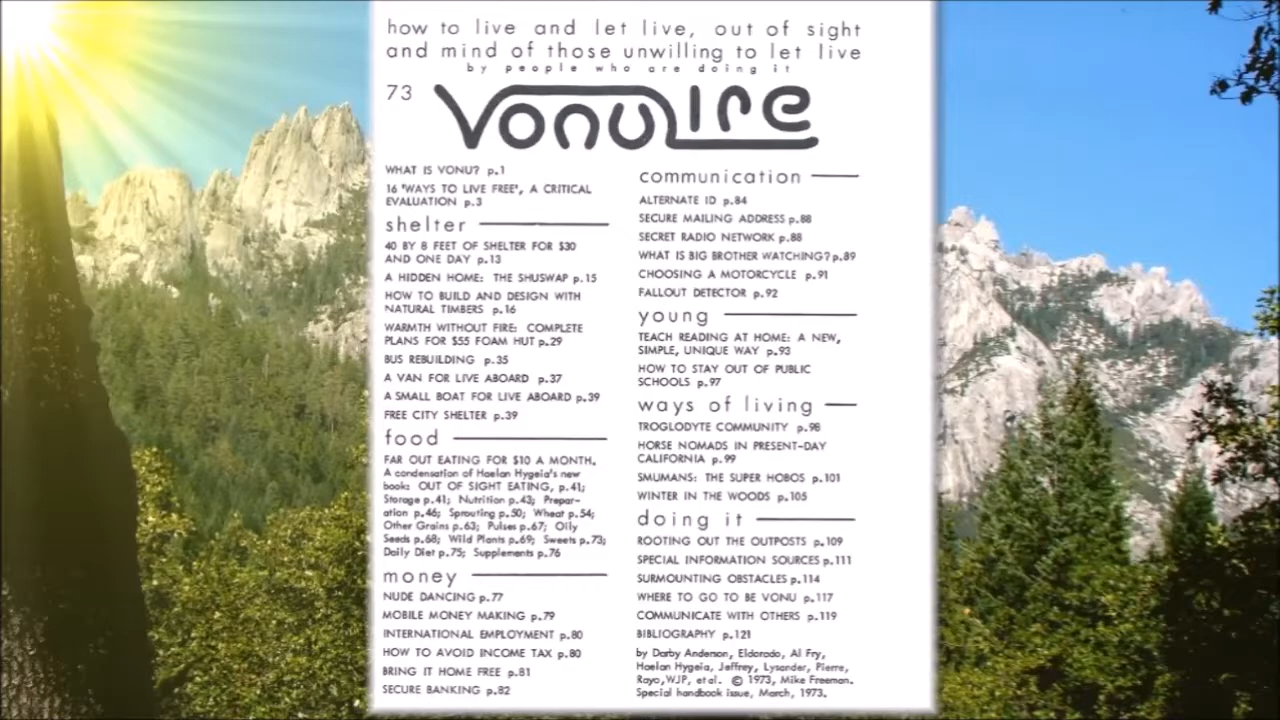 how to live and let live, out of sight
and mind of those unwilling to let live
by people who are doing it
73 VONULIFE
WHAT IS VONU? p.1
16 'WAYS TO LIVE FREE', A CRITICAL
EVALUATION p.3
shelter
40 BY 8 FEET OF SHELTER FOR $30
AND ONE DAY p.13
A HIDDEN HOME: THE SHUSWAP p.15
HOW TO BUILD AND DESIGN WITH
NATURAL TIMBERS p.16
WARMTH WITHOUT FIRE: COMPLETE
PLANS FOR $55 FOAM HUT p.29
BUS REBUILDING p.35
A VAN FOR LIVE ABOARD p.37
A SMALL BOAT FOR LIVE ABOARD p.39
FREE CITY SHELTER p.39
food
FAR OUT EATING FOR $10 A MONTH.
A condensation of Haelan Hygeia's new
book: OUT OF SIGHT EATING, p.41;
Storage p.41; Nutrition p.43; Prepar-
ation p.46; Sprouting p.50; Wheat p.54;
Other Grains p.63; Pulses p.67; Oily
Seeds p.68; Wild Plants p.69; Sweets p.73;
Daily Diet p.75; Supplements p.76
money
NUDE DANCING p.77
MOBILE MONEY MAKING p.79
INTERNATIONAL EMPLOYMENT p.80
HOW TO AVOID INCOME TAX p.80
BRING IT HOME FREE p.81
SECURE BANKING p.82
communication
ALTERNATE ID p.84
SECURE MAILING ADDRESS p.88
SECRET RADIO NETWORK p.88
WHAT IS BIG BROTHER WATCHING? p.89
CHOOSING A MOTORCYCLE p.91
FALLOUT DETECTOR p.92
young
TEACH READING AT HOME: A NEW,
SIMPLE, UNIQUE WAY p.93
HOW TO STAY OUT OF PUBLIC
SCHOOLS p.97
ways of living
TROGLODYTE COMMUNITY p.98
HORSE NOMADS IN PRESENT-DAY
CALIFORNIA p.99
SMUMANS: THE SUPER HOBOS p.101
WINTER IN THE WOODS p.105
doing it
ROOTING OUT THE OUTPOSTS p.109
SPECIAL INFORMATION SOURCES p.111
SURMOUNTING OBSTACLES p.114
WHERE TO GO TO BE VONU p.117
COMMUNICATE WITH OTHERS p.119
BIBLIOGRAPHY p.121
by Darby Anderson, Eldorado, Al Fry,
Haelan Hygeia, Jeffrey, Lysander, Pierre,
Rayo, WJP, et al. © 1973, Mike Freeman.
Special handbook issue, March, 1973.